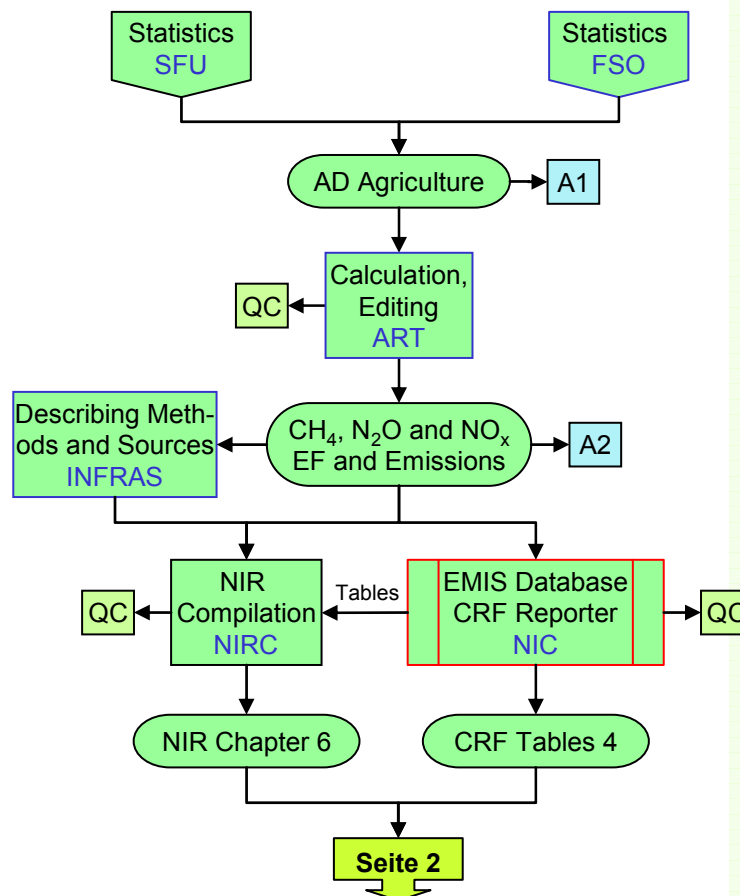 Statistics
SFU
Statistics
FSO
AD Agriculture
A1
Calculation,
Editing
ART
QC
Describing Meth-
ods and Sources
INFRAS
CH₄, N₂O and NOₓ
EF and Emissions
A2
QC
NIR
Compilation
NIRC
Tables
EMIS Database
CRF Reporter
NIC
QC
NIR Chapter 6
CRF Tables 4
Seite 2